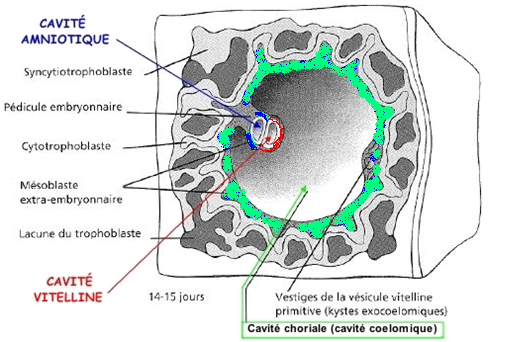 CAVITÉ
AMNIOTIQUE
Syncytiotrophoblaste
Pédicule embryonnaire
Cytotrophoblaste
Mésoblaste
extra-embryonnaire
Lacune du trophoblaste
CAVITÉ
VITELLINE
14-15 jours
Vestiges de la vésicule vitelline
primitive (kystes exocoelomiques)
Cavité choriale (cavité coelomique)